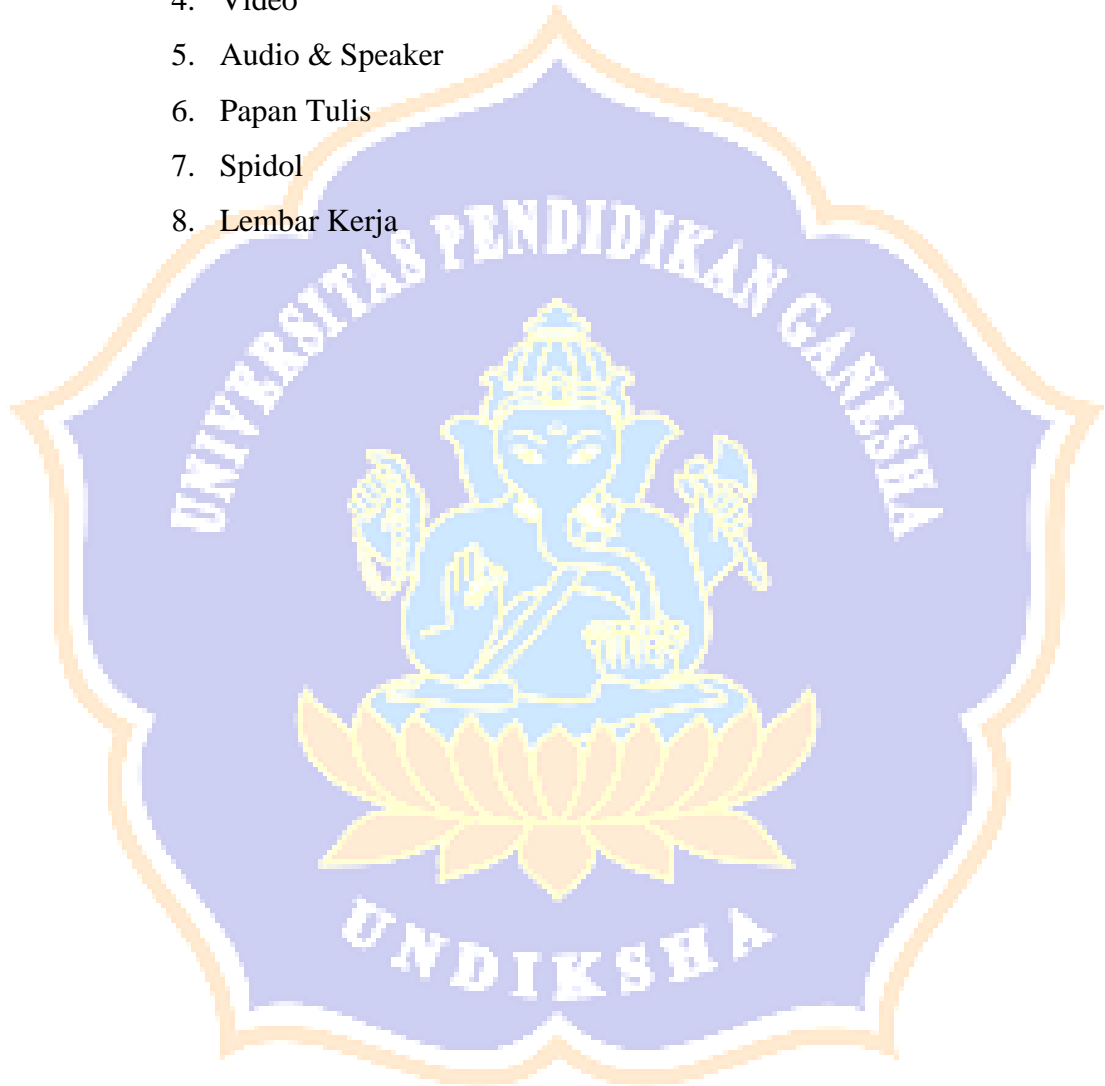 4. Video
5. Audio & Speaker
6. Papan Tulis
7. Spidol
8. Lembar Kerja
UNIVERSITAS PENDIDIKAN GANESHA
UNDIKSHA